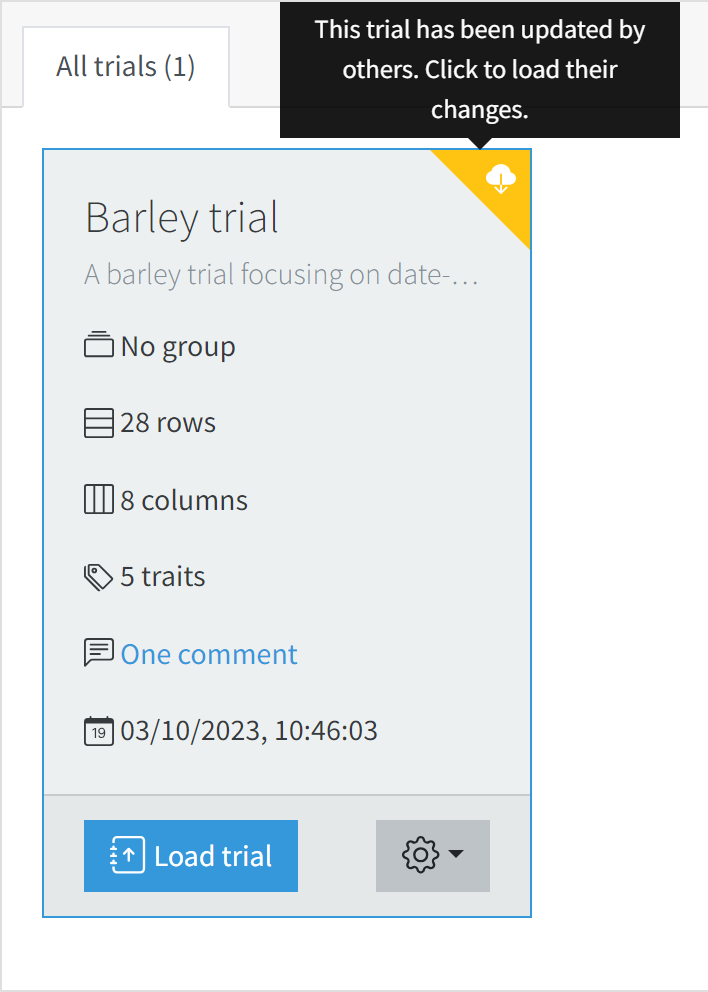 This trial has been updated by
others. Click to load their
changes.
All trials (1)
Barley trial
A barley trial focusing on date-…
No group
28 rows
8 columns
5 traits
One comment
19
03/10/2023, 10:46:03
Load trial